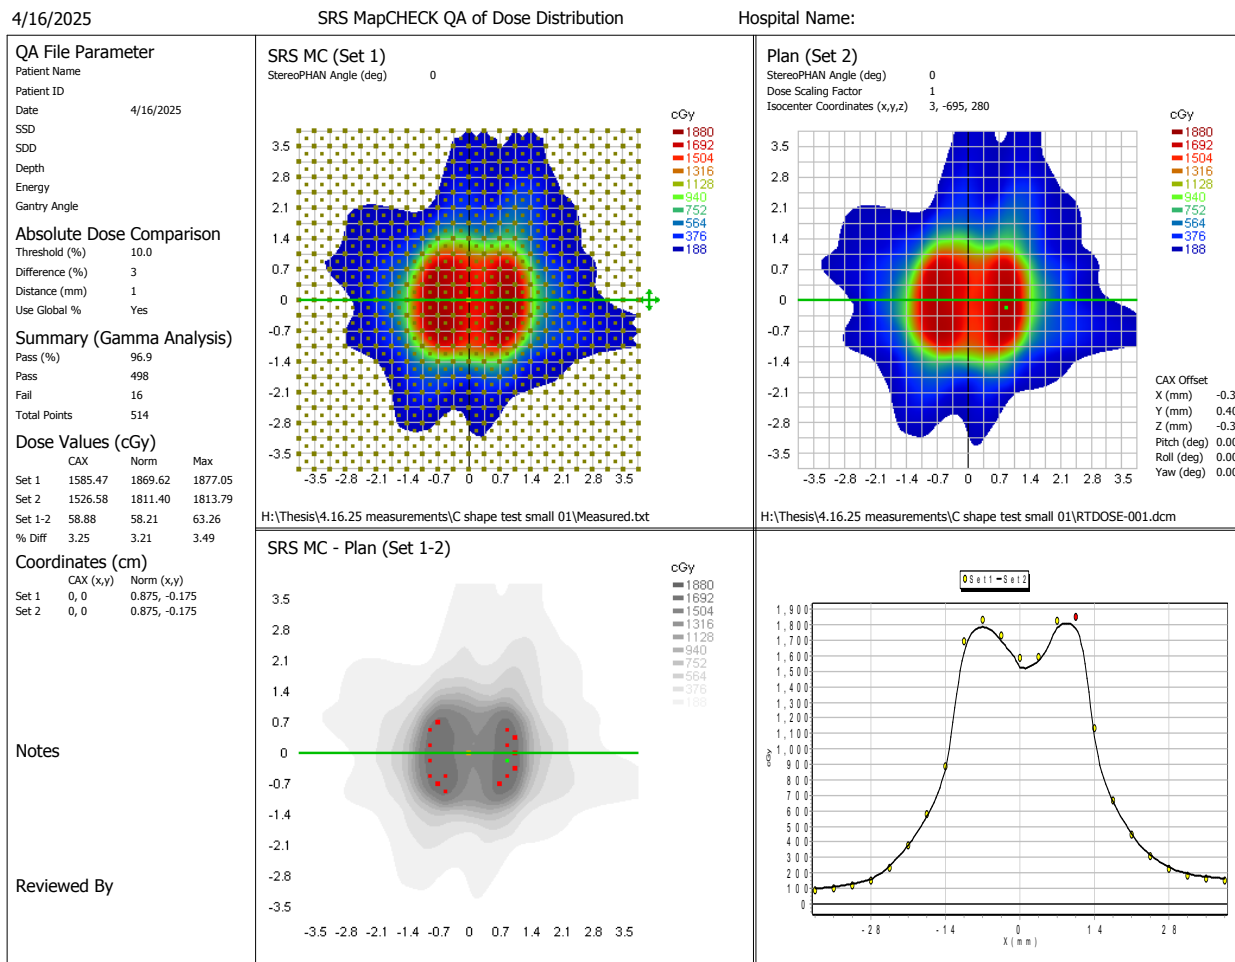 4/16/2025 SRS MapCHECK QA of Dose Distribution Hospital Name:
QA File Parameter
Patient Name
Patient ID
Date 4/16/2025
SSD
SDD
Depth
Energy
Gantry Angle
Absolute Dose Comparison
Threshold (%) 10.0
Difference (%) 3
Distance (mm) 1
Use Global % Yes
Summary (Gamma Analysis)
Pass (%) 96.9
Pass 498
Fail 16
Total Points 514
Dose Values (cGy)
CAX Norm Max
Set 1 1585.47 1869.62 1877.05
Set 2 1526.58 1811.40 1813.79
Set 1-2 58.88 58.21 63.26
% Diff 3.25 3.21 3.49
Coordinates (cm)
CAX (x,y) Norm (x,y)
Set 1 0, 0 0.875, -0.175
Set 2 0, 0 0.875, -0.175
Notes
Reviewed By
SRS MC (Set 1)
StereoPHAN Angle (deg) 0
cGy
1880
1692
1504
1316
1128
940
752
564
376
188
3.5
2.8
2.1
1.4
0.7
0
-0.7
-1.4
-2.1
-2.8
-3.5
-3.5 -2.8 -2.1 -1.4 -0.7 0 0.7 1.4 2.1 2.8 3.5
H:\Thesis\4.16.25 measurements\C shape test small 01\Measured.txt
Plan (Set 2)
StereoPHAN Angle (deg) 0
Dose Scaling Factor 1
Isocenter Coordinates (x,y,z) 3, -695, 280
cGy
1880
1692
1504
1316
1128
940
752
564
376
188
3.5
2.8
2.1
1.4
0.7
0
-0.7
-1.4
-2.1
-2.8
-3.5
-3.5 -2.8 -2.1 -1.4 -0.7 0 0.7 1.4 2.1 2.8 3.5
CAX Offset
X (mm) -0.3
Y (mm) 0.40
Z (mm) -0.3
Pitch (deg) 0.00
Roll (deg) 0.00
Yaw (deg) 0.00
H:\Thesis\4.16.25 measurements\C shape test small 01\RTDOSE-001.dcm
SRS MC - Plan (Set 1-2)
cGy
1880
1692
1504
1316
1128
940
752
564
376
188
3.5
2.8
2.1
1.4
0.7
0
-0.7
-1.4
-2.1
-2.8
-3.5
-3.5 -2.8 -2.1 -1.4 -0.7 0 0.7 1.4 2.1 2.8 3.5
Set1 Set2
1,900
1,800
1,700
1,600
1,500
1,400
1,300
1,200
1,100
1,000
900
800
700
600
500
400
300
200
100
0
cGy
-28 -14 0 14 28
X(mm)